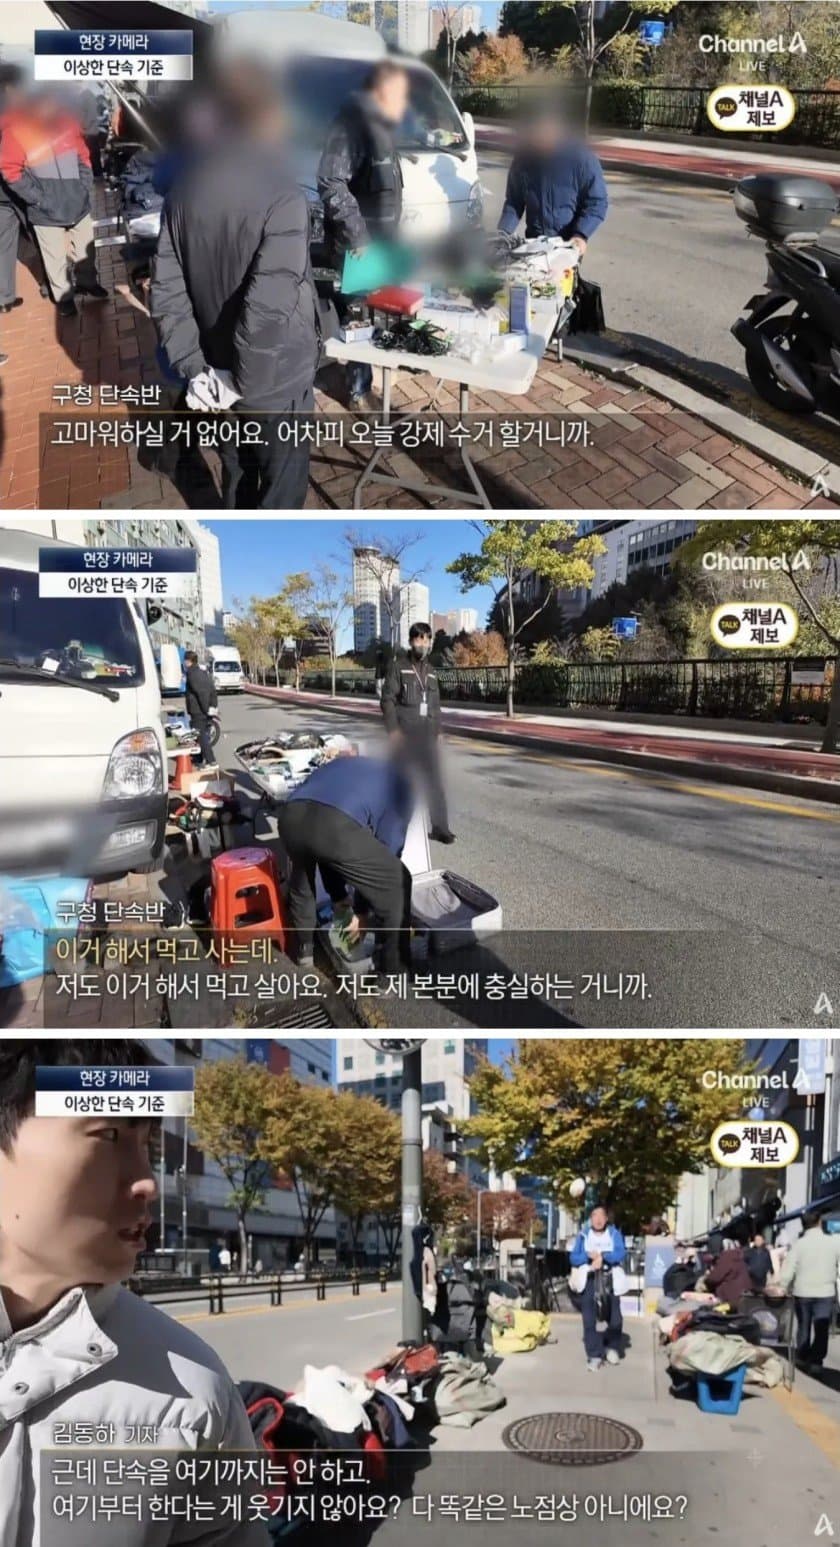 현장 카메라
이상한 단속 기준
Channel A
LIVE
TALK 채널A
제보
구청 단속반
고마워하실 거 없어요. 어차피 오늘 강제 수거 할거니까.
현장 카메라
이상한 단속 기준
Channel A
LIVE
TALK 채널A
제보
구청 단속반
이거 해서 먹고 사는데.
저도 이거 해서 먹고 살아요. 저도 제 본분에 충실하는 거니까.
현장 카메라
이상한 단속 기준
Channel A
LIVE
TALK 채널A
제보
김동하 기자
근데 단속을 여기까지는 안 하고.
여기부터 한다는 게 웃기지 않아요? 다 똑같은 노점상 아니에요?